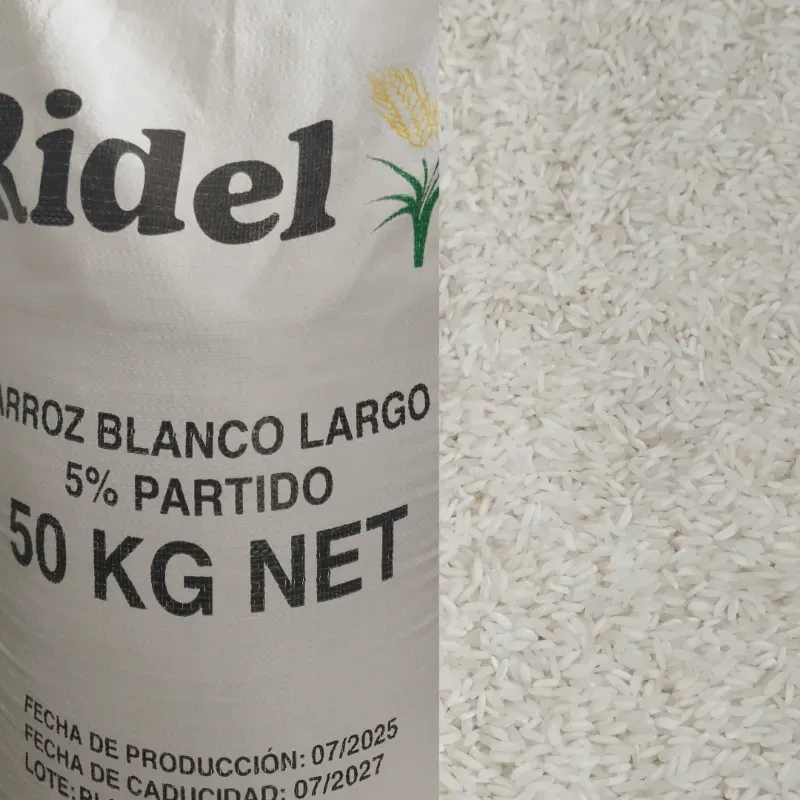 Ridel
ARROZ BLANCO LARGO
5% PARTIDO
50 KG NET
FECHA DE PRODUCCIÓN: 07/2025
FECHA DE CADUCIDAD: 07/2027
LOTE: